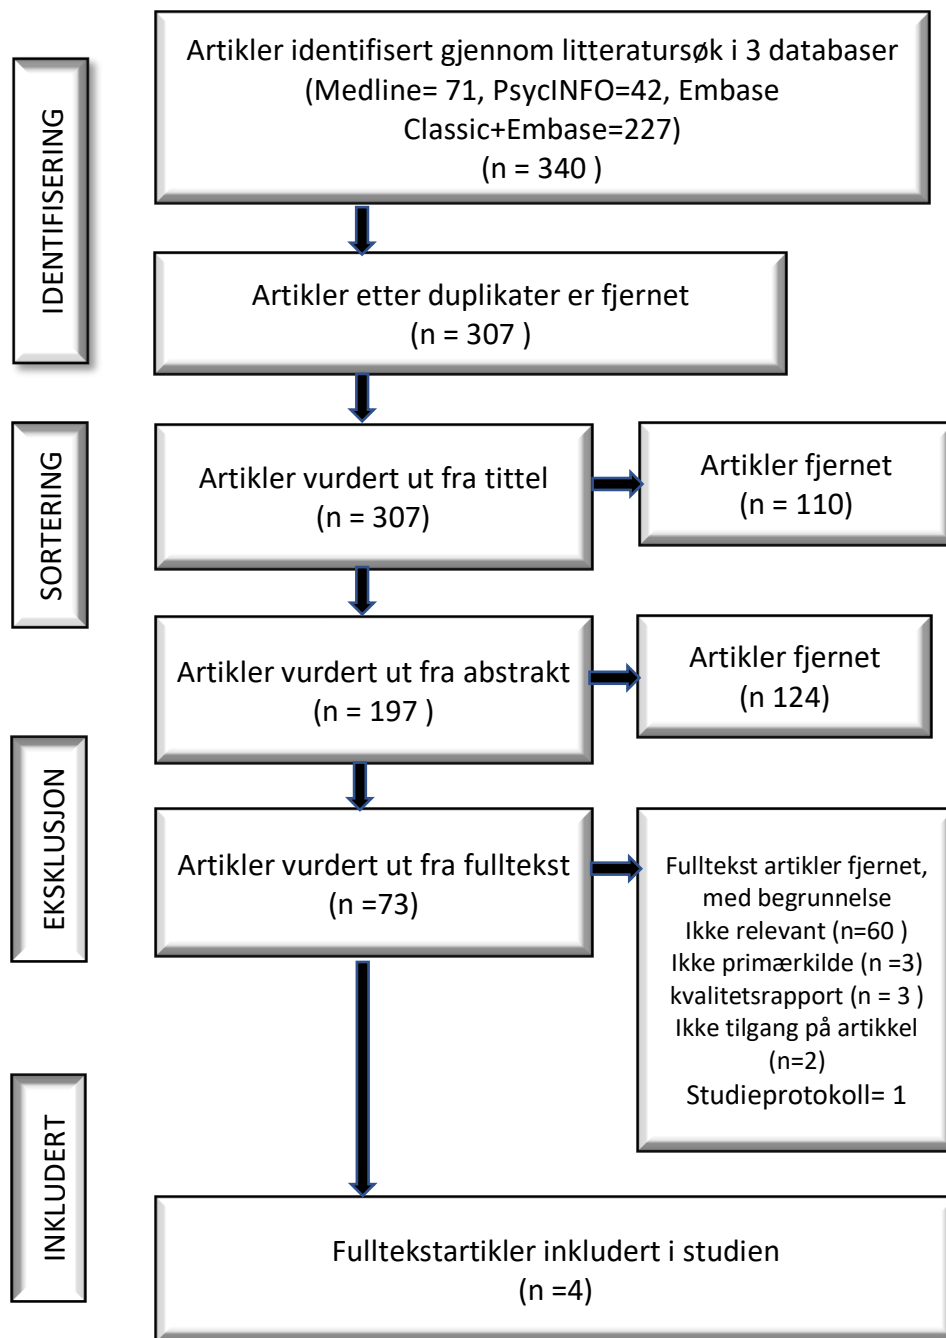 IDENTIFISERING
Artikler identifisert gjennom litteratursøk i 3 databaser
(Medline= 71, PsycINFO=42, Embase
Classic+Embase=227)
(n = 340 )
Artikler etter duplikater er fjernet
(n = 307 )
SORTERING
Artikler vurdert ut fra tittel
(n = 307)
Artikler fjernet
(n = 110)
Artikler vurdert ut fra abstrakt
(n = 197 )
Artikler fjernet
(n 124)
EKSKLUSJON
Artikler vurdert ut fra fulltekst
(n =73)
Fulltekst artikler fjernet,
med begrunnelse
Ikke relevant (n=60 )
Ikke primærkilde (n =3)
kvalitetsrapport (n = 3 )
Ikke tilgang på artikkel
(n=2)
Studieprotokoll= 1
INKLUDERT
Fulltekstartikler inkludert i studien
(n =4)